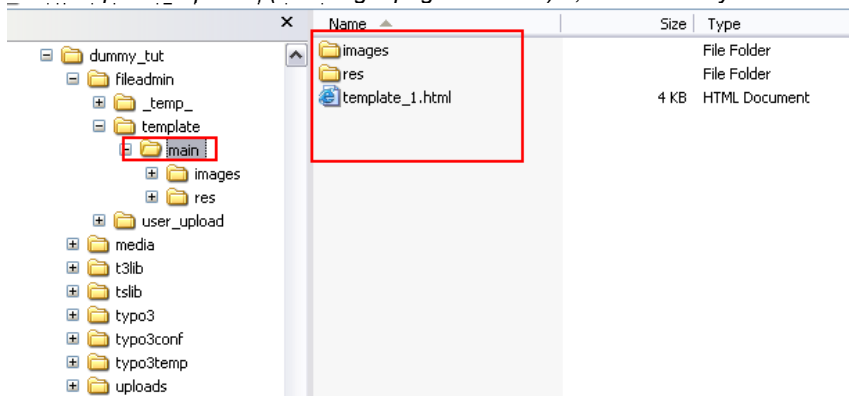 × Name Size Type
dummy_tut
fileadmin
_temp_
template
main
images
res
user_upload
media
t3lib
tslib
typo3
typo3conf
typo3temp
uploads
images File Folder
res File Folder
template_1.html 4 KB HTML Document